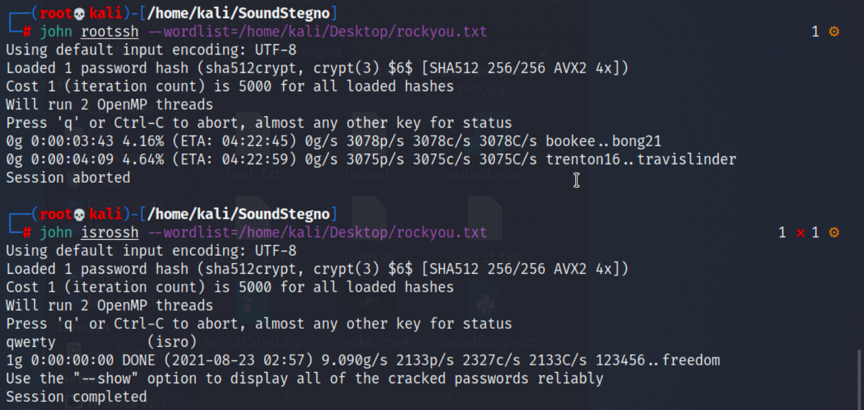 ┌──(root💀kali)-[/home/kali/SoundStegno]
└─# john rootssh --wordlist=/home/kali/Desktop/rockyou.txt 1 ⚙
Using default input encoding: UTF-8
Loaded 1 password hash (sha512crypt, crypt(3) $6$ [SHA512 256/256 AVX2 4x])
Cost 1 (iteration count) is 5000 for all loaded hashes
Will run 2 OpenMP threads
Press 'q' or Ctrl-C to abort, almost any other key for status
0g 0:00:03:43 4.16% (ETA: 04:22:45) 0g/s 3078p/s 3078c/s 3078C/s bookee..bong21
0g 0:00:04:09 4.64% (ETA: 04:22:59) 0g/s 3075p/s 3075c/s 3075C/s trenton16..travislinder
Session aborted
┌──(root💀kali)-[/home/kali/SoundStegno]
└─# john isrossh --wordlist=/home/kali/Desktop/rockyou.txt 1 ⨯ 1 ⚙
Using default input encoding: UTF-8
Loaded 1 password hash (sha512crypt, crypt(3) $6$ [SHA512 256/256 AVX2 4x])
Cost 1 (iteration count) is 5000 for all loaded hashes
Will run 2 OpenMP threads
Press 'q' or Ctrl-C to abort, almost any other key for status
qwerty (isro)
1g 0:00:00:00 DONE (2021-08-23 02:57) 9.090g/s 2133p/s 2327c/s 2133C/s 123456..freedom
Use the "--show" option to display all of the cracked passwords reliably
Session completed